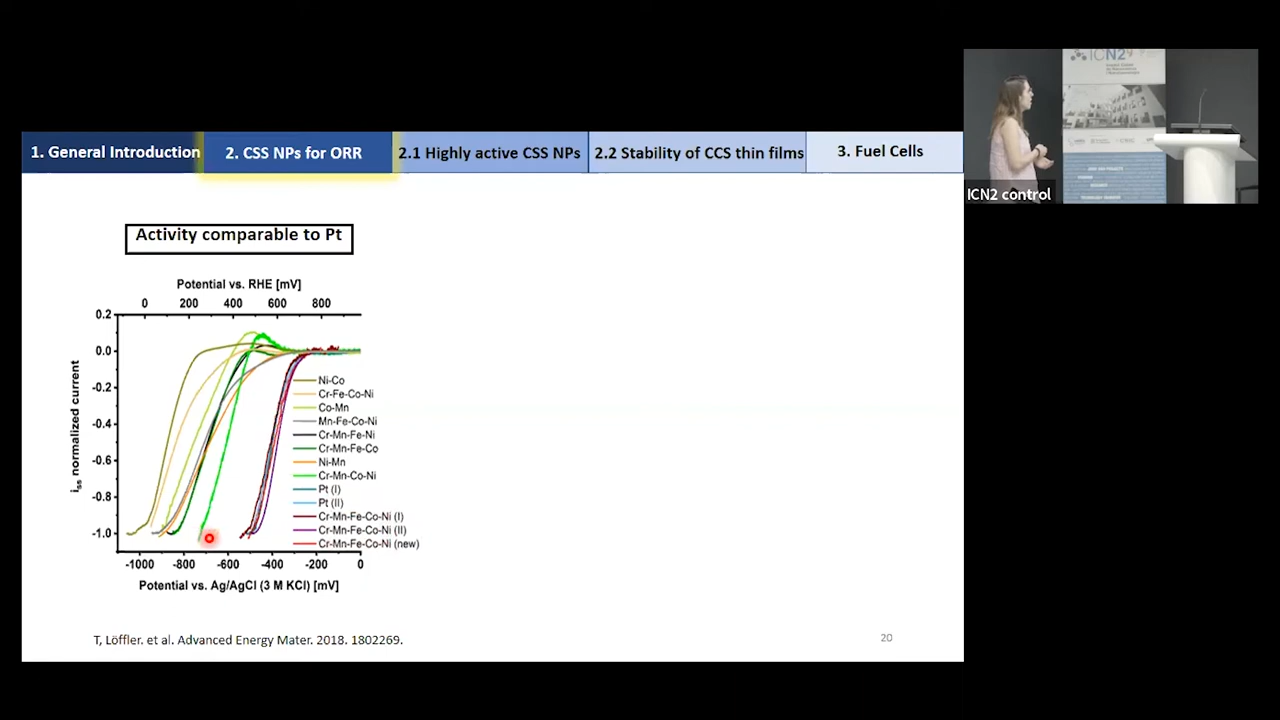 1. General Introduction
2. CSS NPs for ORR
2.1 Highly active CSS NPs
2.2 Stability of CCS thin films
3. Fuel Cells
ICN2
ICN2 control
Activity comparable to Pt
Potential vs. RHE [mV]
0 200 400 600 800
0.2
0.0
-0.2
-0.4
-0.6
-0.8
-1.0
iss normalized current
Ni-Co
Cr-Fe-Co-Ni
Co-Mn
Mn-Fe-Co-Ni
Cr-Mn-Fe-Ni
Cr-Mn-Fe-Co
Ni-Mn
Cr-Mn-Co-Ni
Pt (I)
Pt (II)
Cr-Mn-Fe-Co-Ni (I)
Cr-Mn-Fe-Co-Ni (II)
Cr-Mn-Fe-Co-Ni (new)
-1000 -800 -600 -400 -200 0
Potential vs. Ag/AgCl (3 M KCl) [mV]
T, Löffler. et al. Advanced Energy Mater. 2018. 1802269.
20